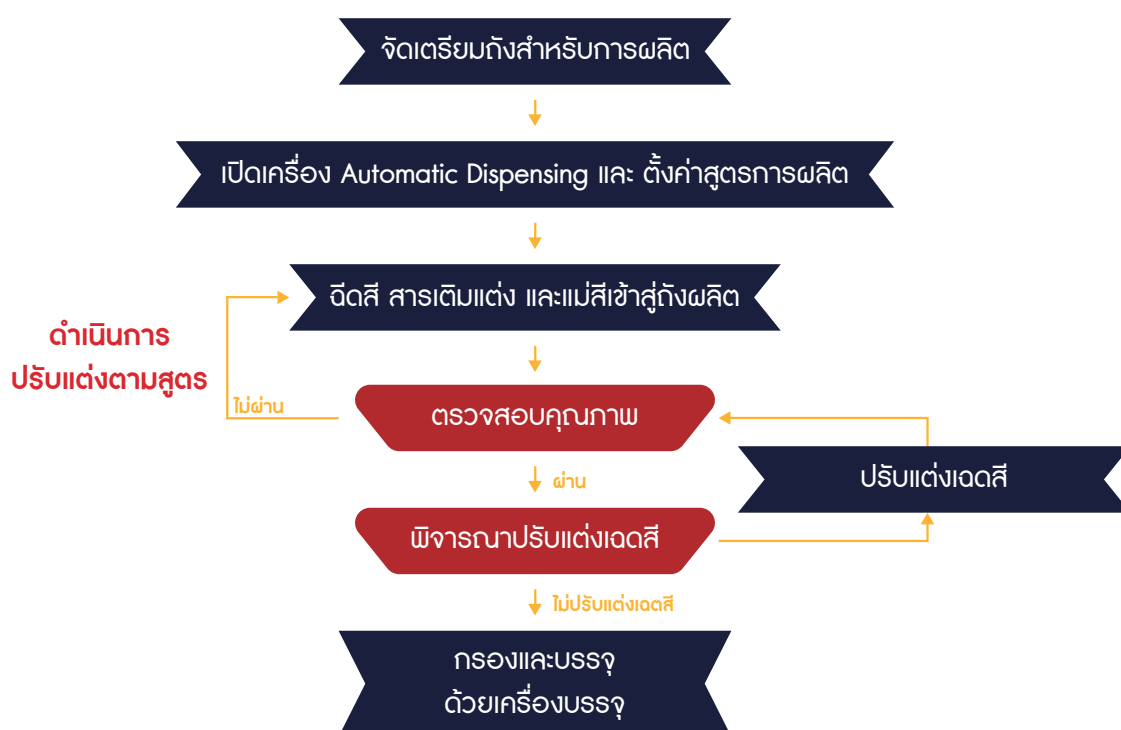 จัดเตรียมถังสำหรับการผลิต
เปิดเครื่อง Automatic Dispensing และ ตั้งค่าสูตรการผลิต
ฉีดสี สารเติมแต่ง และแม่สีเข้าสู่ถังผลิต
ดำเนินการ
ปรับแต่งตามสูตร
ไม่ผ่าน
ตรวจสอบคุณภาพ
ผ่าน
ปรับแต่งเฉดสี
พิจารณาปรับแต่งเฉดสี
ไม่ปรับแต่งเฉตสี
กรองและบรรจุ
ด้วยเครื่องบรรจุ